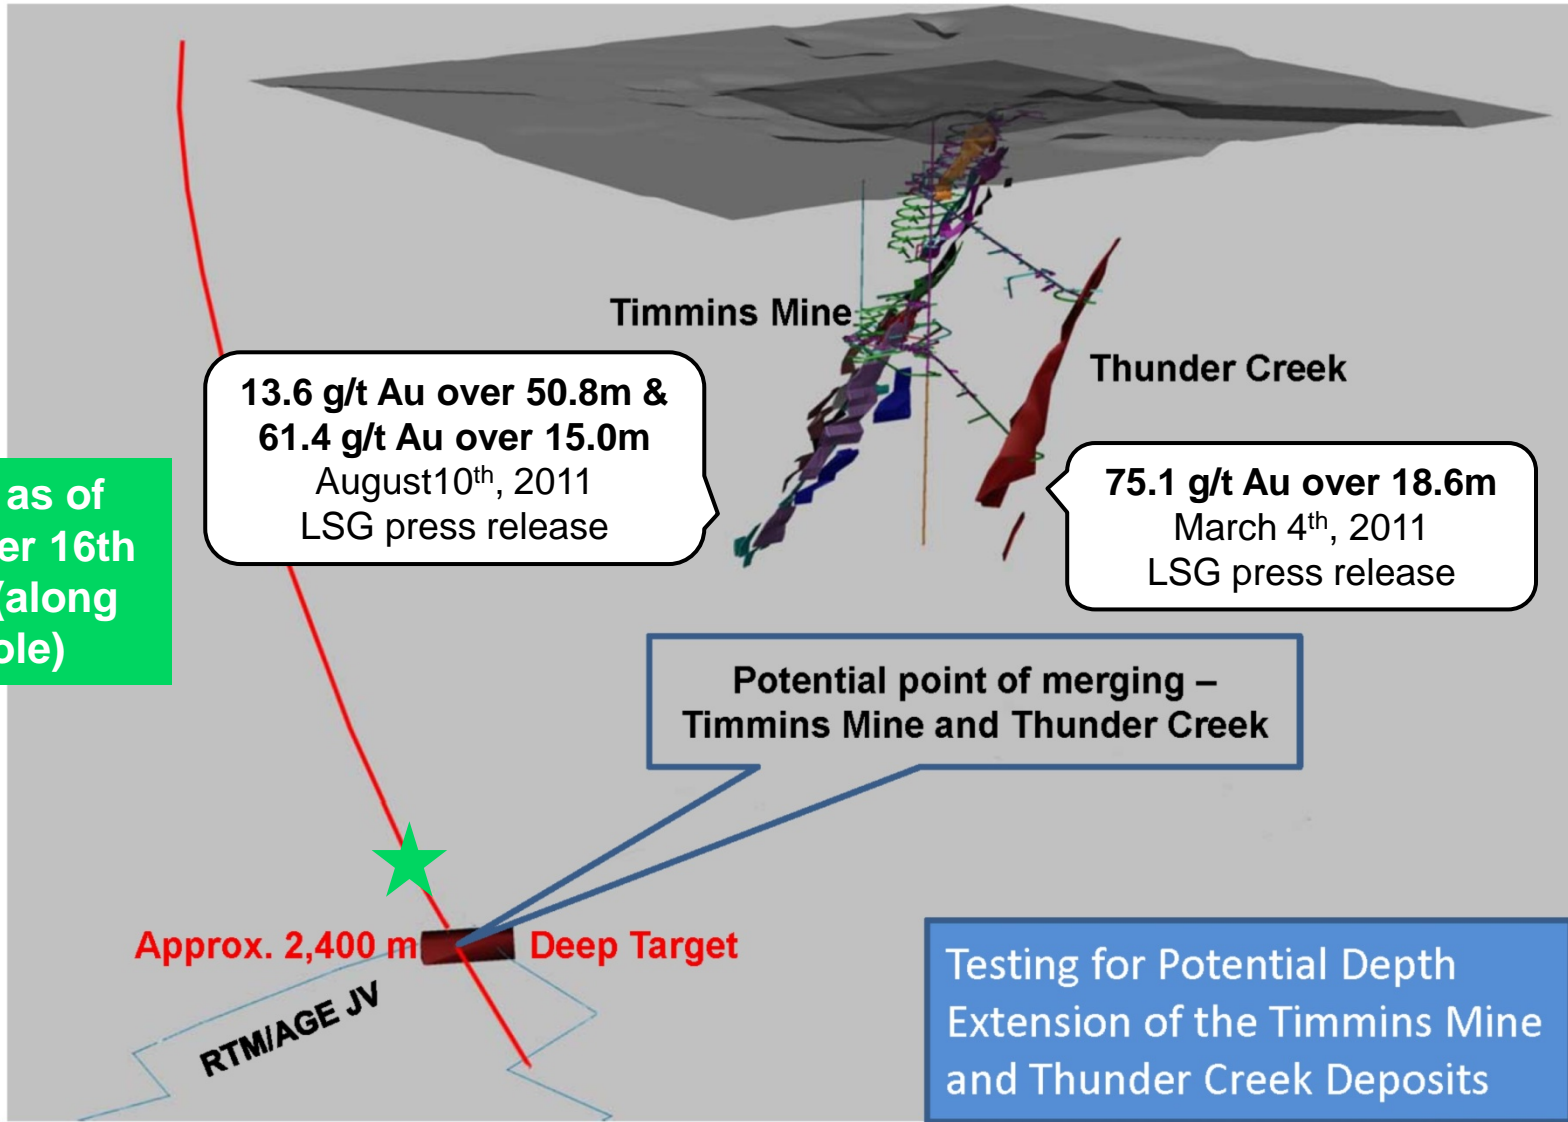 Timmins Mine
Thunder Creek
13.6 g/t Au over 50.8m &
61.4 g/t Au over 15.0m
August10th, 2011
LSG press release
75.1 g/t Au over 18.6m
March 4th, 2011
LSG press release
as of
er 16th
(along
ole)
Potential point of merging –
Timmins Mine and Thunder Creek
Approx. 2,400 m
Deep Target
RTM/AGE JV
Testing for Potential Depth
Extension of the Timmins Mine
and Thunder Creek Deposits